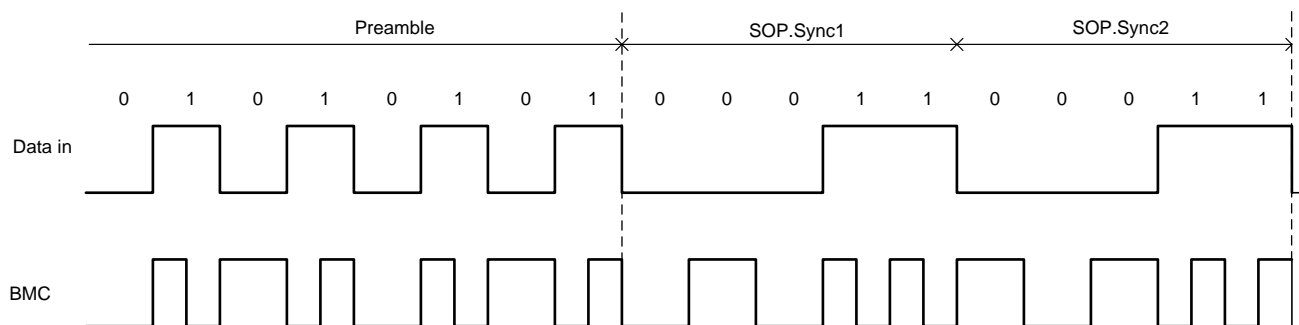 Preamble SOP.Sync1 SOP.Sync2
0 1 0 1 0 1 0 1 0 0 0 1 1 0 0 0 1 1
Data in
BMC